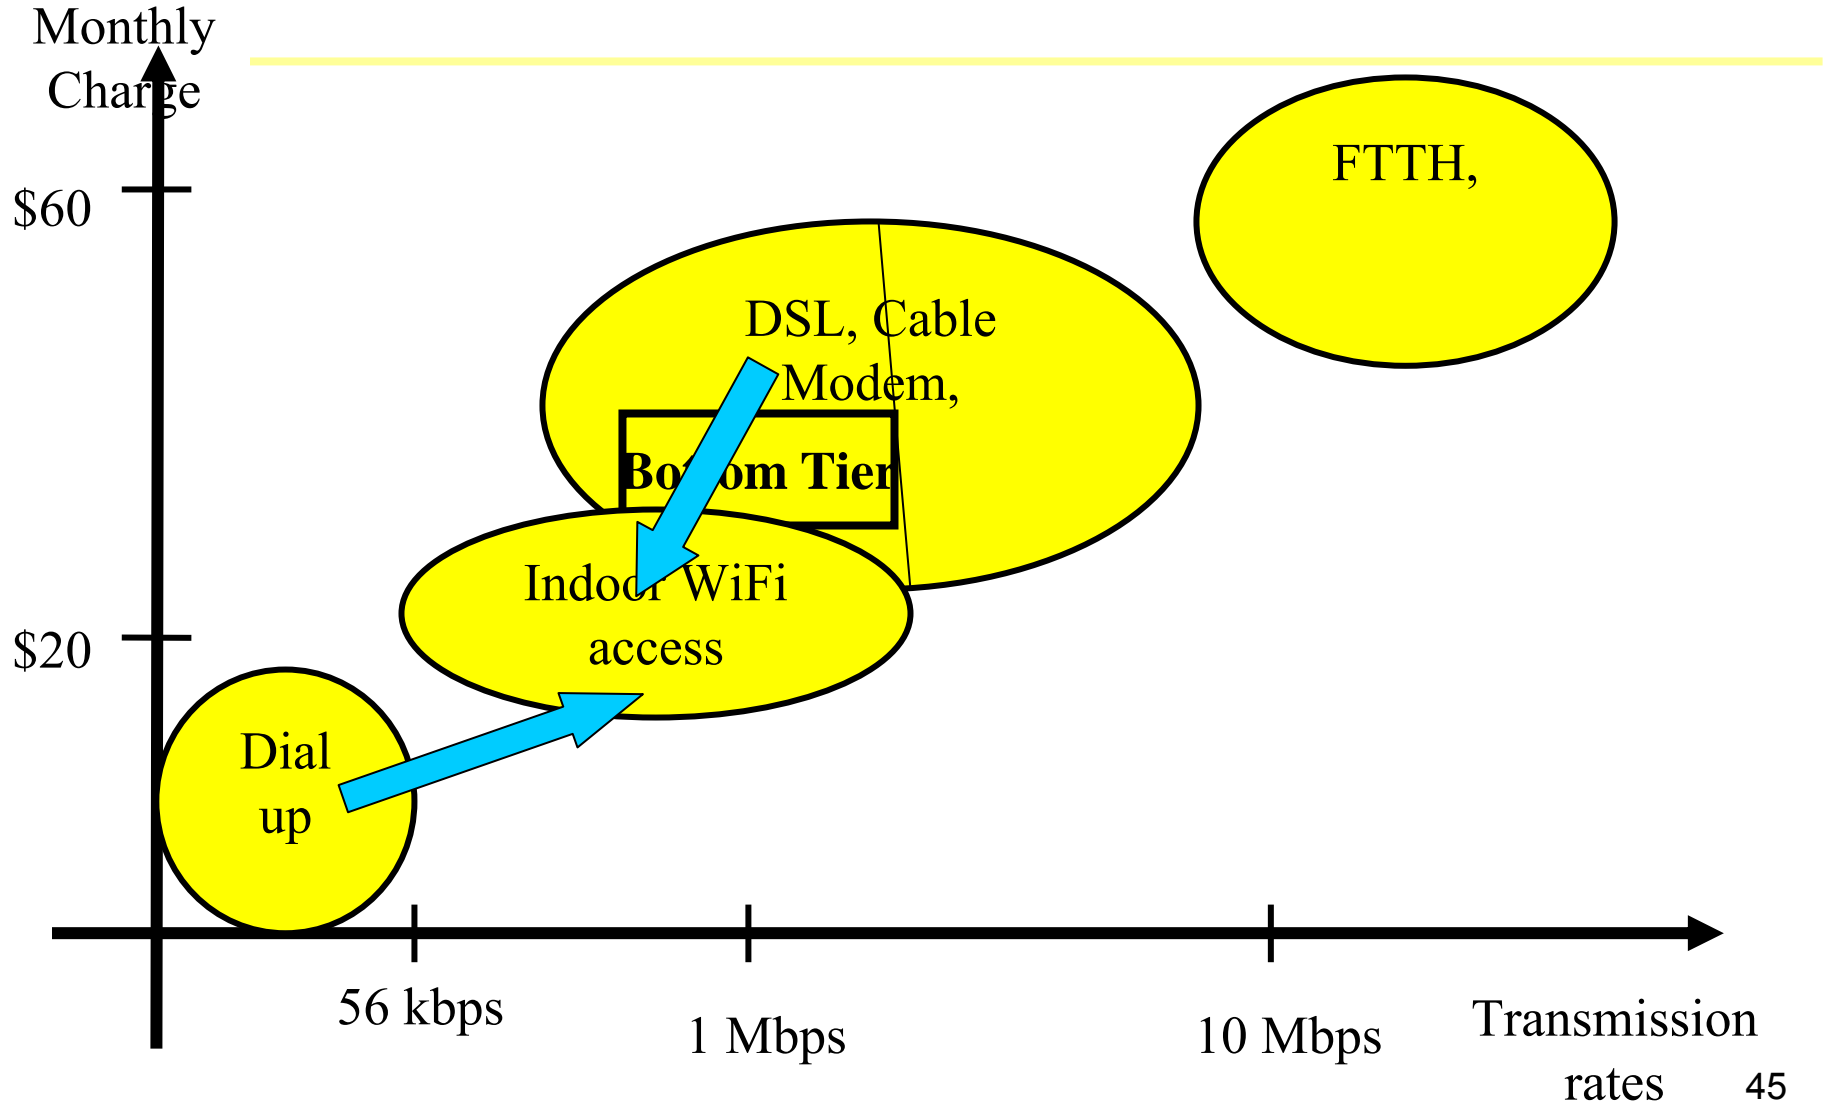 Monthly
Charge
$60
FTTH,
DSL, Cable
Modem,
Bottom Tier
Indoor WiFi
access
$20
Dial
up
56 kbps
1 Mbps
10 Mbps
Transmission
rates
45